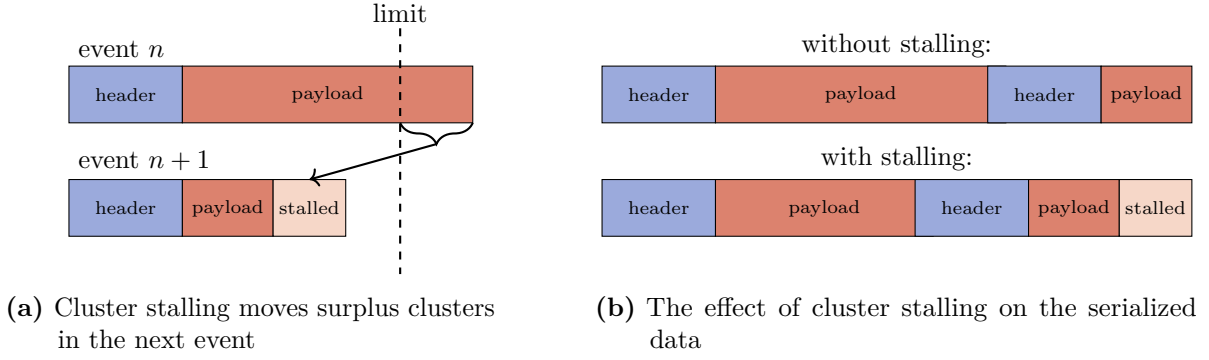 limit
event n
header payload
event n + 1
header payload stalled
(a) Cluster stalling moves surplus clusters
in the next event
without stalling:
header payload header payload
with stalling:
header payload header payload stalled
(b) The effect of cluster stalling on the serialized
data